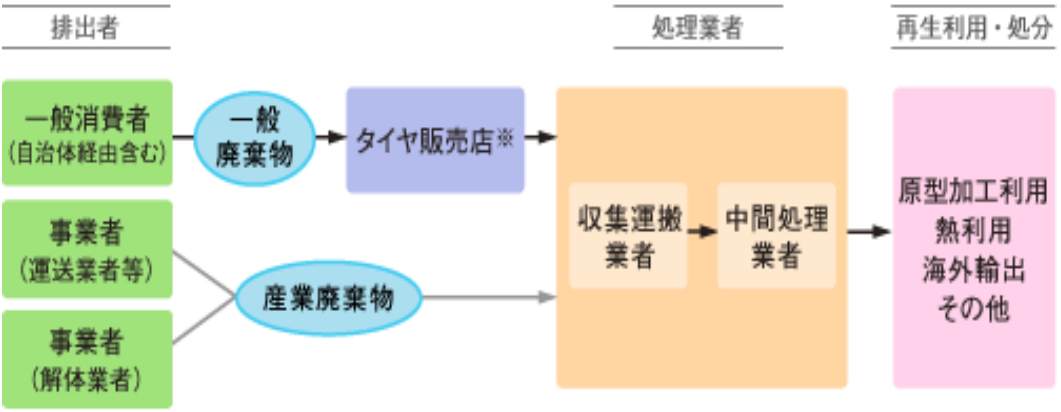 排出者
処理業者
再生利用・処分
一般消費者
(自治体経由含む)
一般
廃棄物
タイヤ販売店※
事業者
(運送業者等)
産業廃棄物
事業者
(解体業者)
収集運搬
業者
中間処理
業者
原型加工利用
熱利用
海外輸出
その他